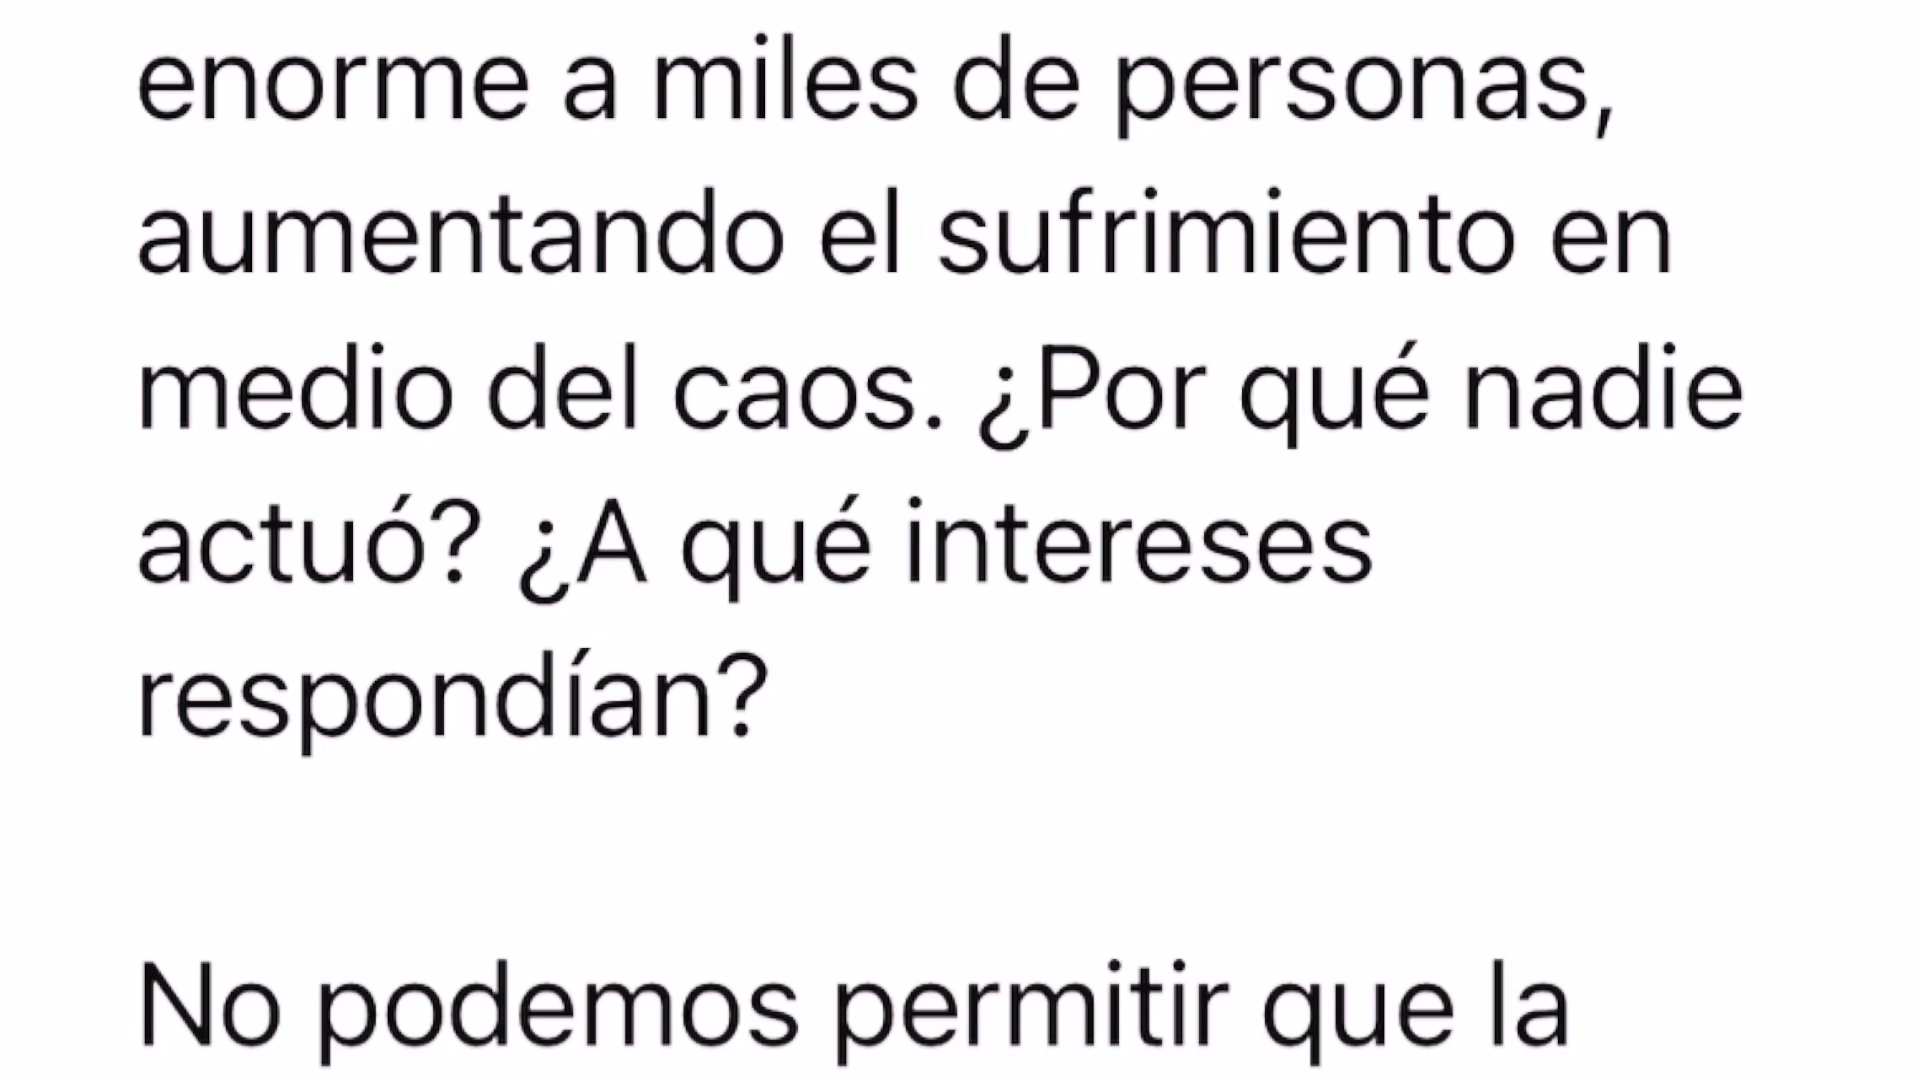 enorme a miles de personas,
aumentando el sufrimiento en
medio del caos. ¿Por qué nadie
actuó? ¿A qué intereses
respondían?
No podemos permitir que la